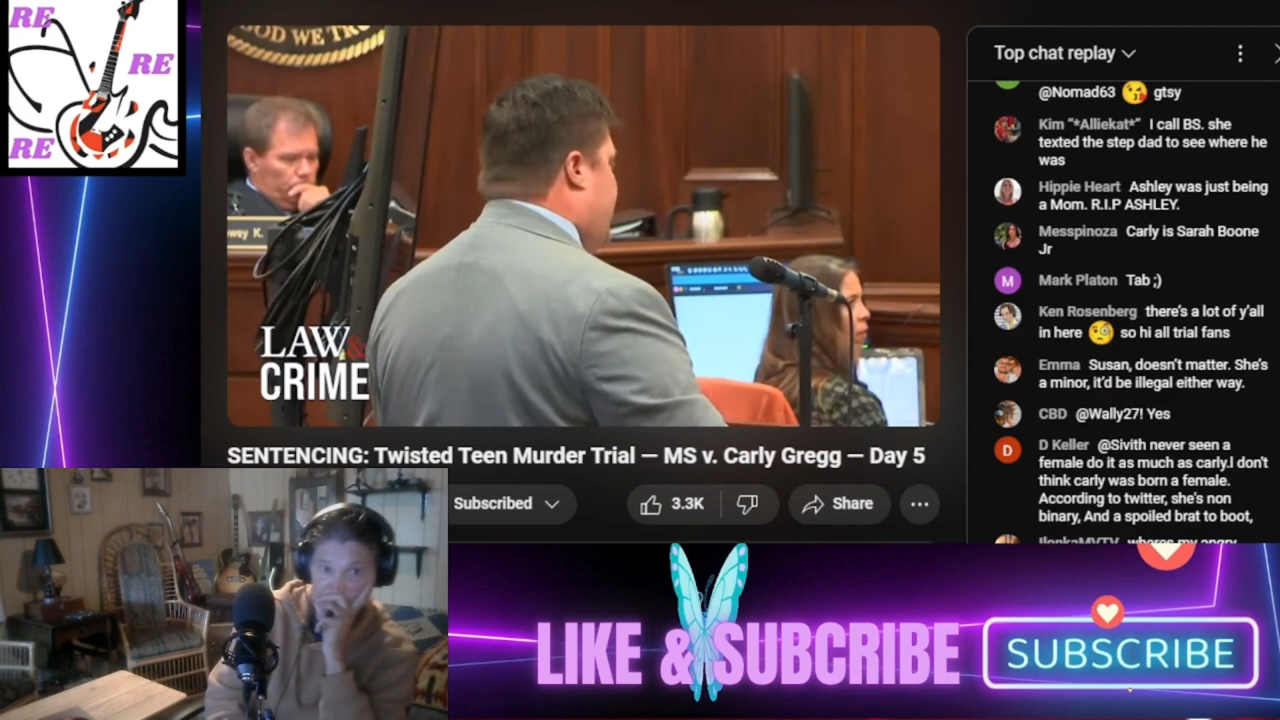 RE
RE
RE
GOD WE TRUS
wey K.
LAW&
CRIME
SENTENCING: Twisted Teen Murder Trial — MS v. Carly Gregg — Day 5
Subscribed
3.3K
Share
Top chat replay
@Nomad63 😘 gtsy
Kim “*Alliekat*” I call BS. she
texted the step dad to see where he
was
Hippie Heart Ashley was just being
a Mom. R.I.P ASHLEY.
Messpinoza Carly is Sarah Boone
Jr
M
Mark Platon Tab ;)
Ken Rosenberg there's a lot of y'all
in here 🧐 so hi all trial fans
Emma Susan, doesn't matter. She's
a minor, it'd be illegal either way.
CBD @Wally27! Yes
D
D Keller @Sivith never seen a
female do it as much as carly.I don't
think carly was born a female.
According to twitter, she's non
binary, And a spoiled brat to boot,
LIKE & SUBCRIBE
SUBSCRIBE